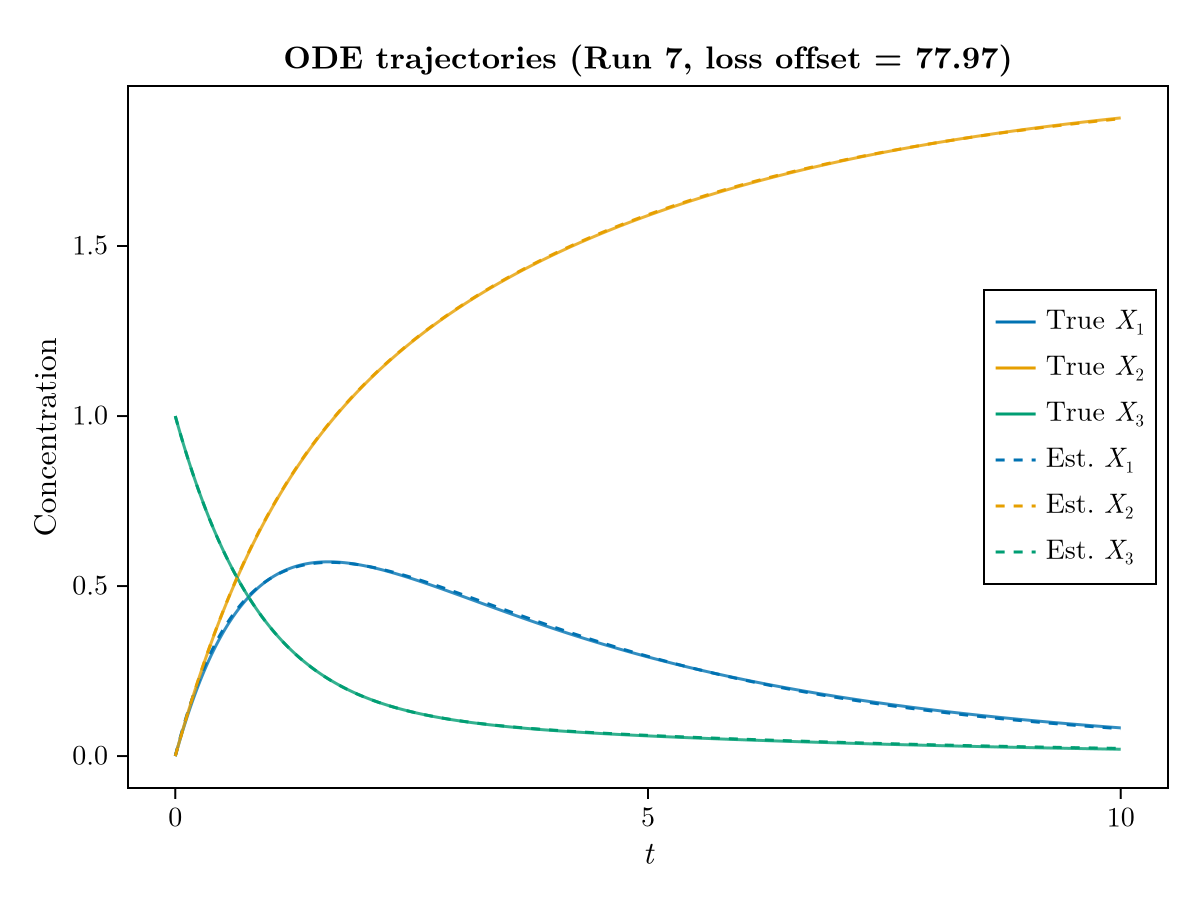 ODE trajectories (Run 7, loss offset = 77.97)
Concentration
1.5
1.0
0.5
0.0
True X₁
True X₂
True X₃
Est. X₁
Est. X₂
Est. X₃
0 5 10
t